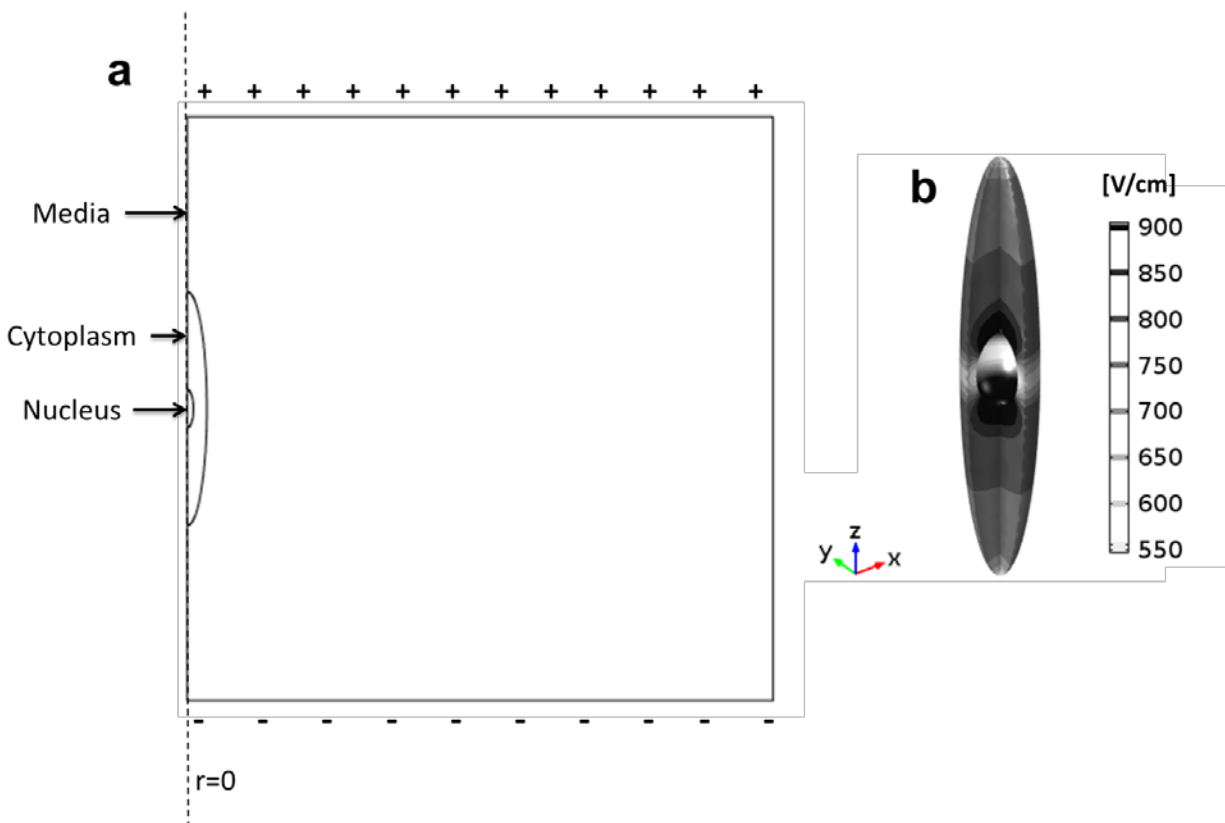 a
+ + + + + + + + + + + +
Media
Cytoplasm
Nucleus
- - - - - - - - - -
r=0
b
[V/cm]
900
850
800
750
700
650
600
550
z
y
x